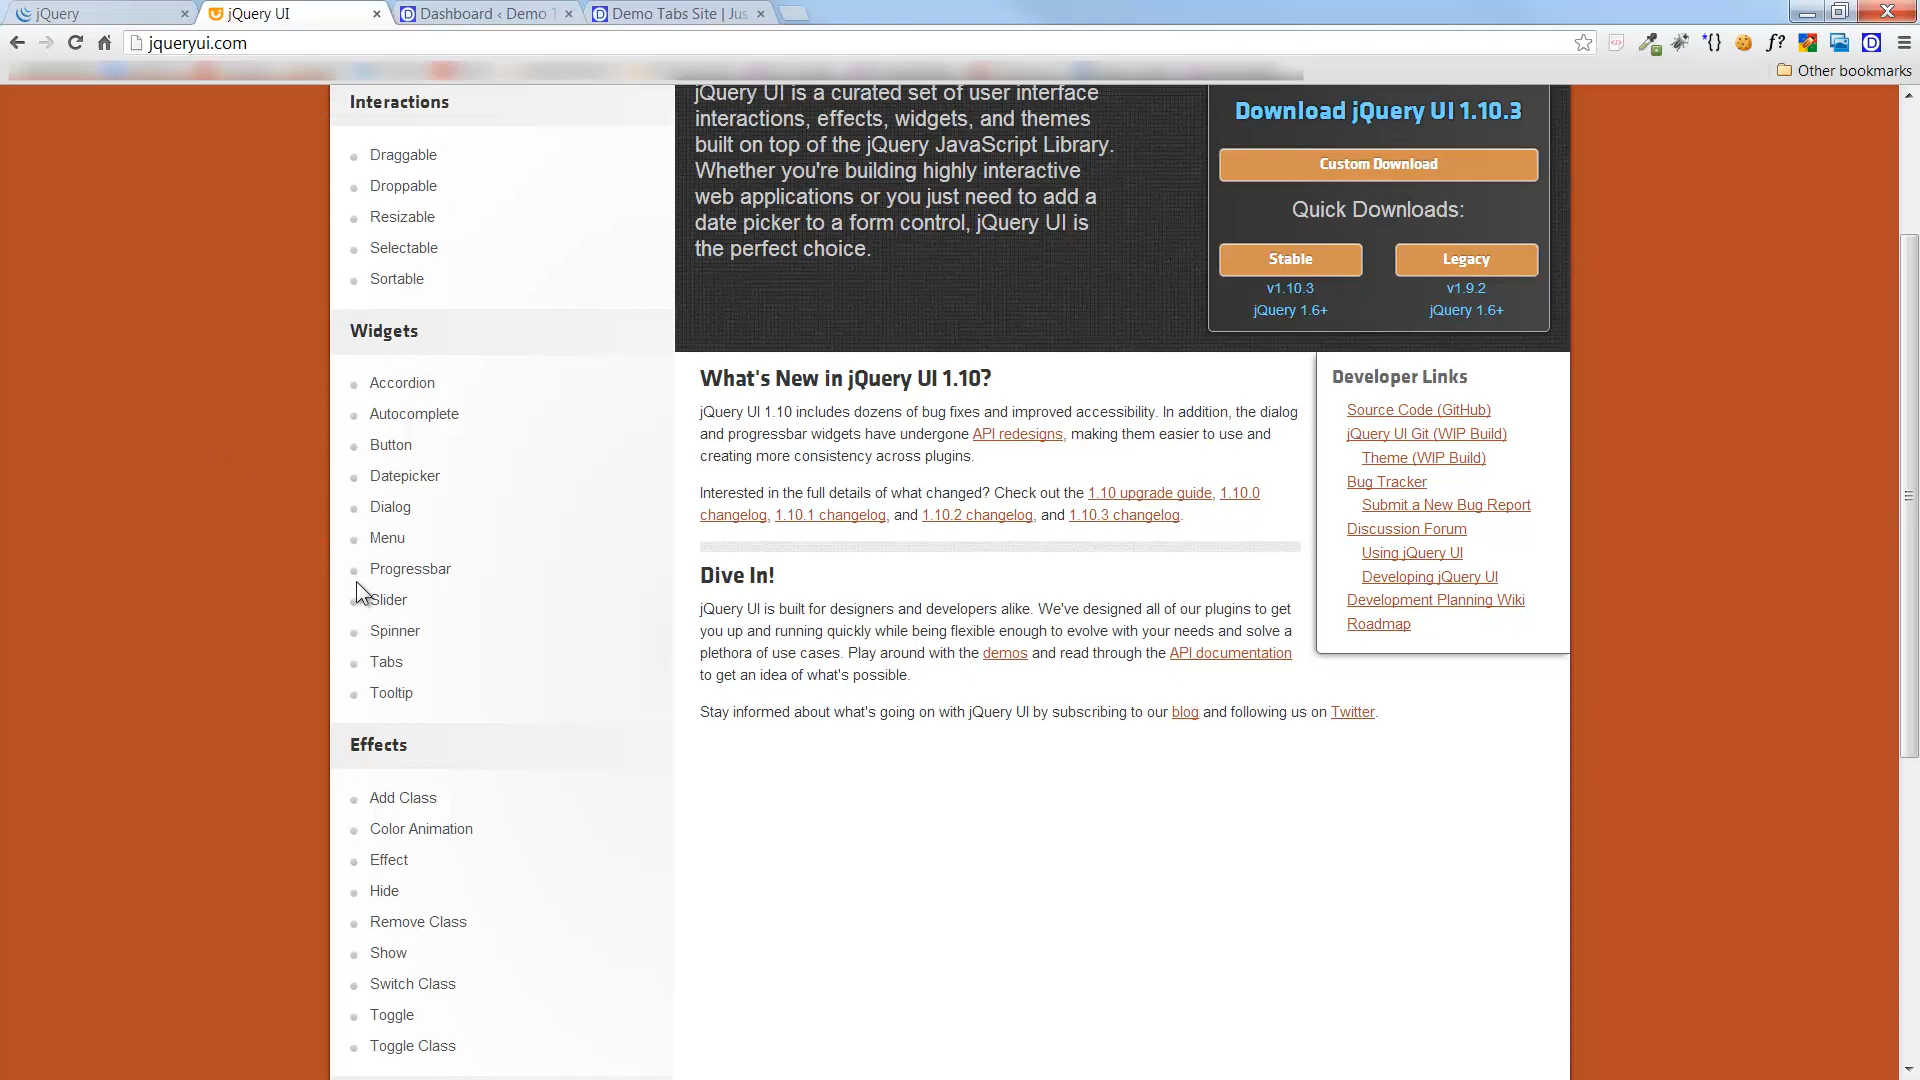 jQuery
jQuery UI
Dashboard ‹ Demo T
Demo Tabs Site | Jus
jqueryui.com
Other bookmarks
Interactions
Draggable
Droppable
Resizable
Selectable
Sortable
Widgets
Accordion
Autocomplete
Button
Datepicker
Dialog
Menu
Progressbar
Slider
Spinner
Tabs
Tooltip
Effects
Add Class
Color Animation
Effect
Hide
Remove Class
Show
Switch Class
Toggle
Toggle Class
jQuery UI is a curated set of user interface
interactions, effects, widgets, and themes
built on top of the jQuery JavaScript Library.
Whether you're building highly interactive
web applications or you just need to add a
date picker to a form control, jQuery UI is
the perfect choice.
Download jQuery UI 1.10.3
Custom Download
Quick Downloads:
Stable
v1.10.3
jQuery 1.6+
Legacy
v1.9.2
jQuery 1.6+
What's New in jQuery UI 1.10?
jQuery UI 1.10 includes dozens of bug fixes and improved accessibility. In addition, the dialog
and progressbar widgets have undergone API redesigns, making them easier to use and
creating more consistency across plugins.
Interested in the full details of what changed? Check out the 1.10 upgrade guide, 1.10.0
changelog, 1.10.1 changelog, and 1.10.2 changelog, and 1.10.3 changelog.
Dive In!
jQuery UI is built for designers and developers alike. We've designed all of our plugins to get
you up and running quickly while being flexible enough to evolve with your needs and solve a
plethora of use cases. Play around with the demos and read through the API documentation
to get an idea of what's possible.
Stay informed about what's going on with jQuery UI by subscribing to our blog and following us on Twitter.
Developer Links
Source Code (GitHub)
jQuery UI Git (WIP Build)
Theme (WIP Build)
Bug Tracker
Submit a New Bug Report
Discussion Forum
Using jQuery UI
Developing jQuery UI
Development Planning Wiki
Roadmap